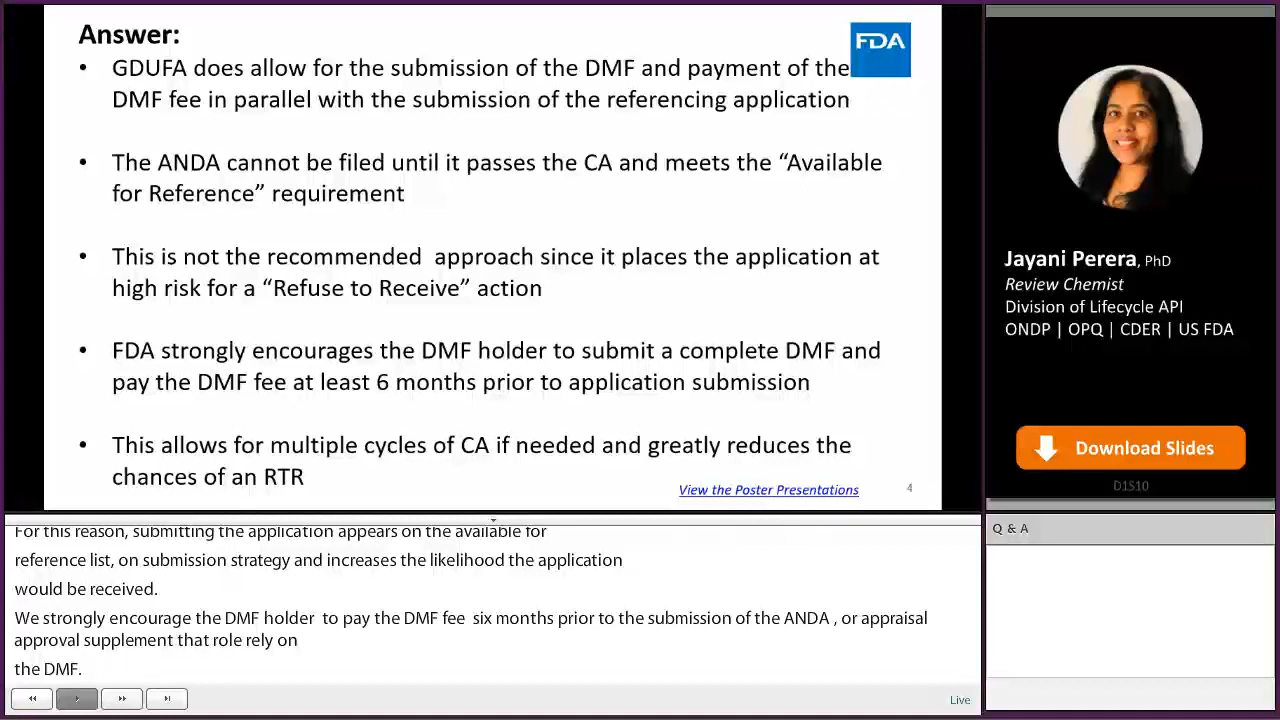 Answer:
FDA
• GDUFA does allow for the submission of the DMF and payment of the
DMF fee in parallel with the submission of the referencing application
• The ANDA cannot be filed until it passes the CA and meets the “Available
for Reference” requirement
• This is not the recommended  approach since it places the application at
high risk for a “Refuse to Receive” action
• FDA strongly encourages the DMF holder to submit a complete DMF and
pay the DMF fee at least 6 months prior to application submission
• This allows for multiple cycles of CA if needed and greatly reduces the
chances of an RTR
View the Poster Presentations
4
Jayani Perera, PhD
Review Chemist
Division of Lifecycle API
ONDP | OPQ | CDER | US FDA
Download Slides
D1S10
For this reason, submitting the application appears on the available for
reference list, on submission strategy and increases the likelihood the application
would be received.
We strongly encourage the DMF holder  to pay the DMF fee  six months prior to the submission of the ANDA , or appraisal
approval supplement that role rely on
the DMF.
Live
Q & A